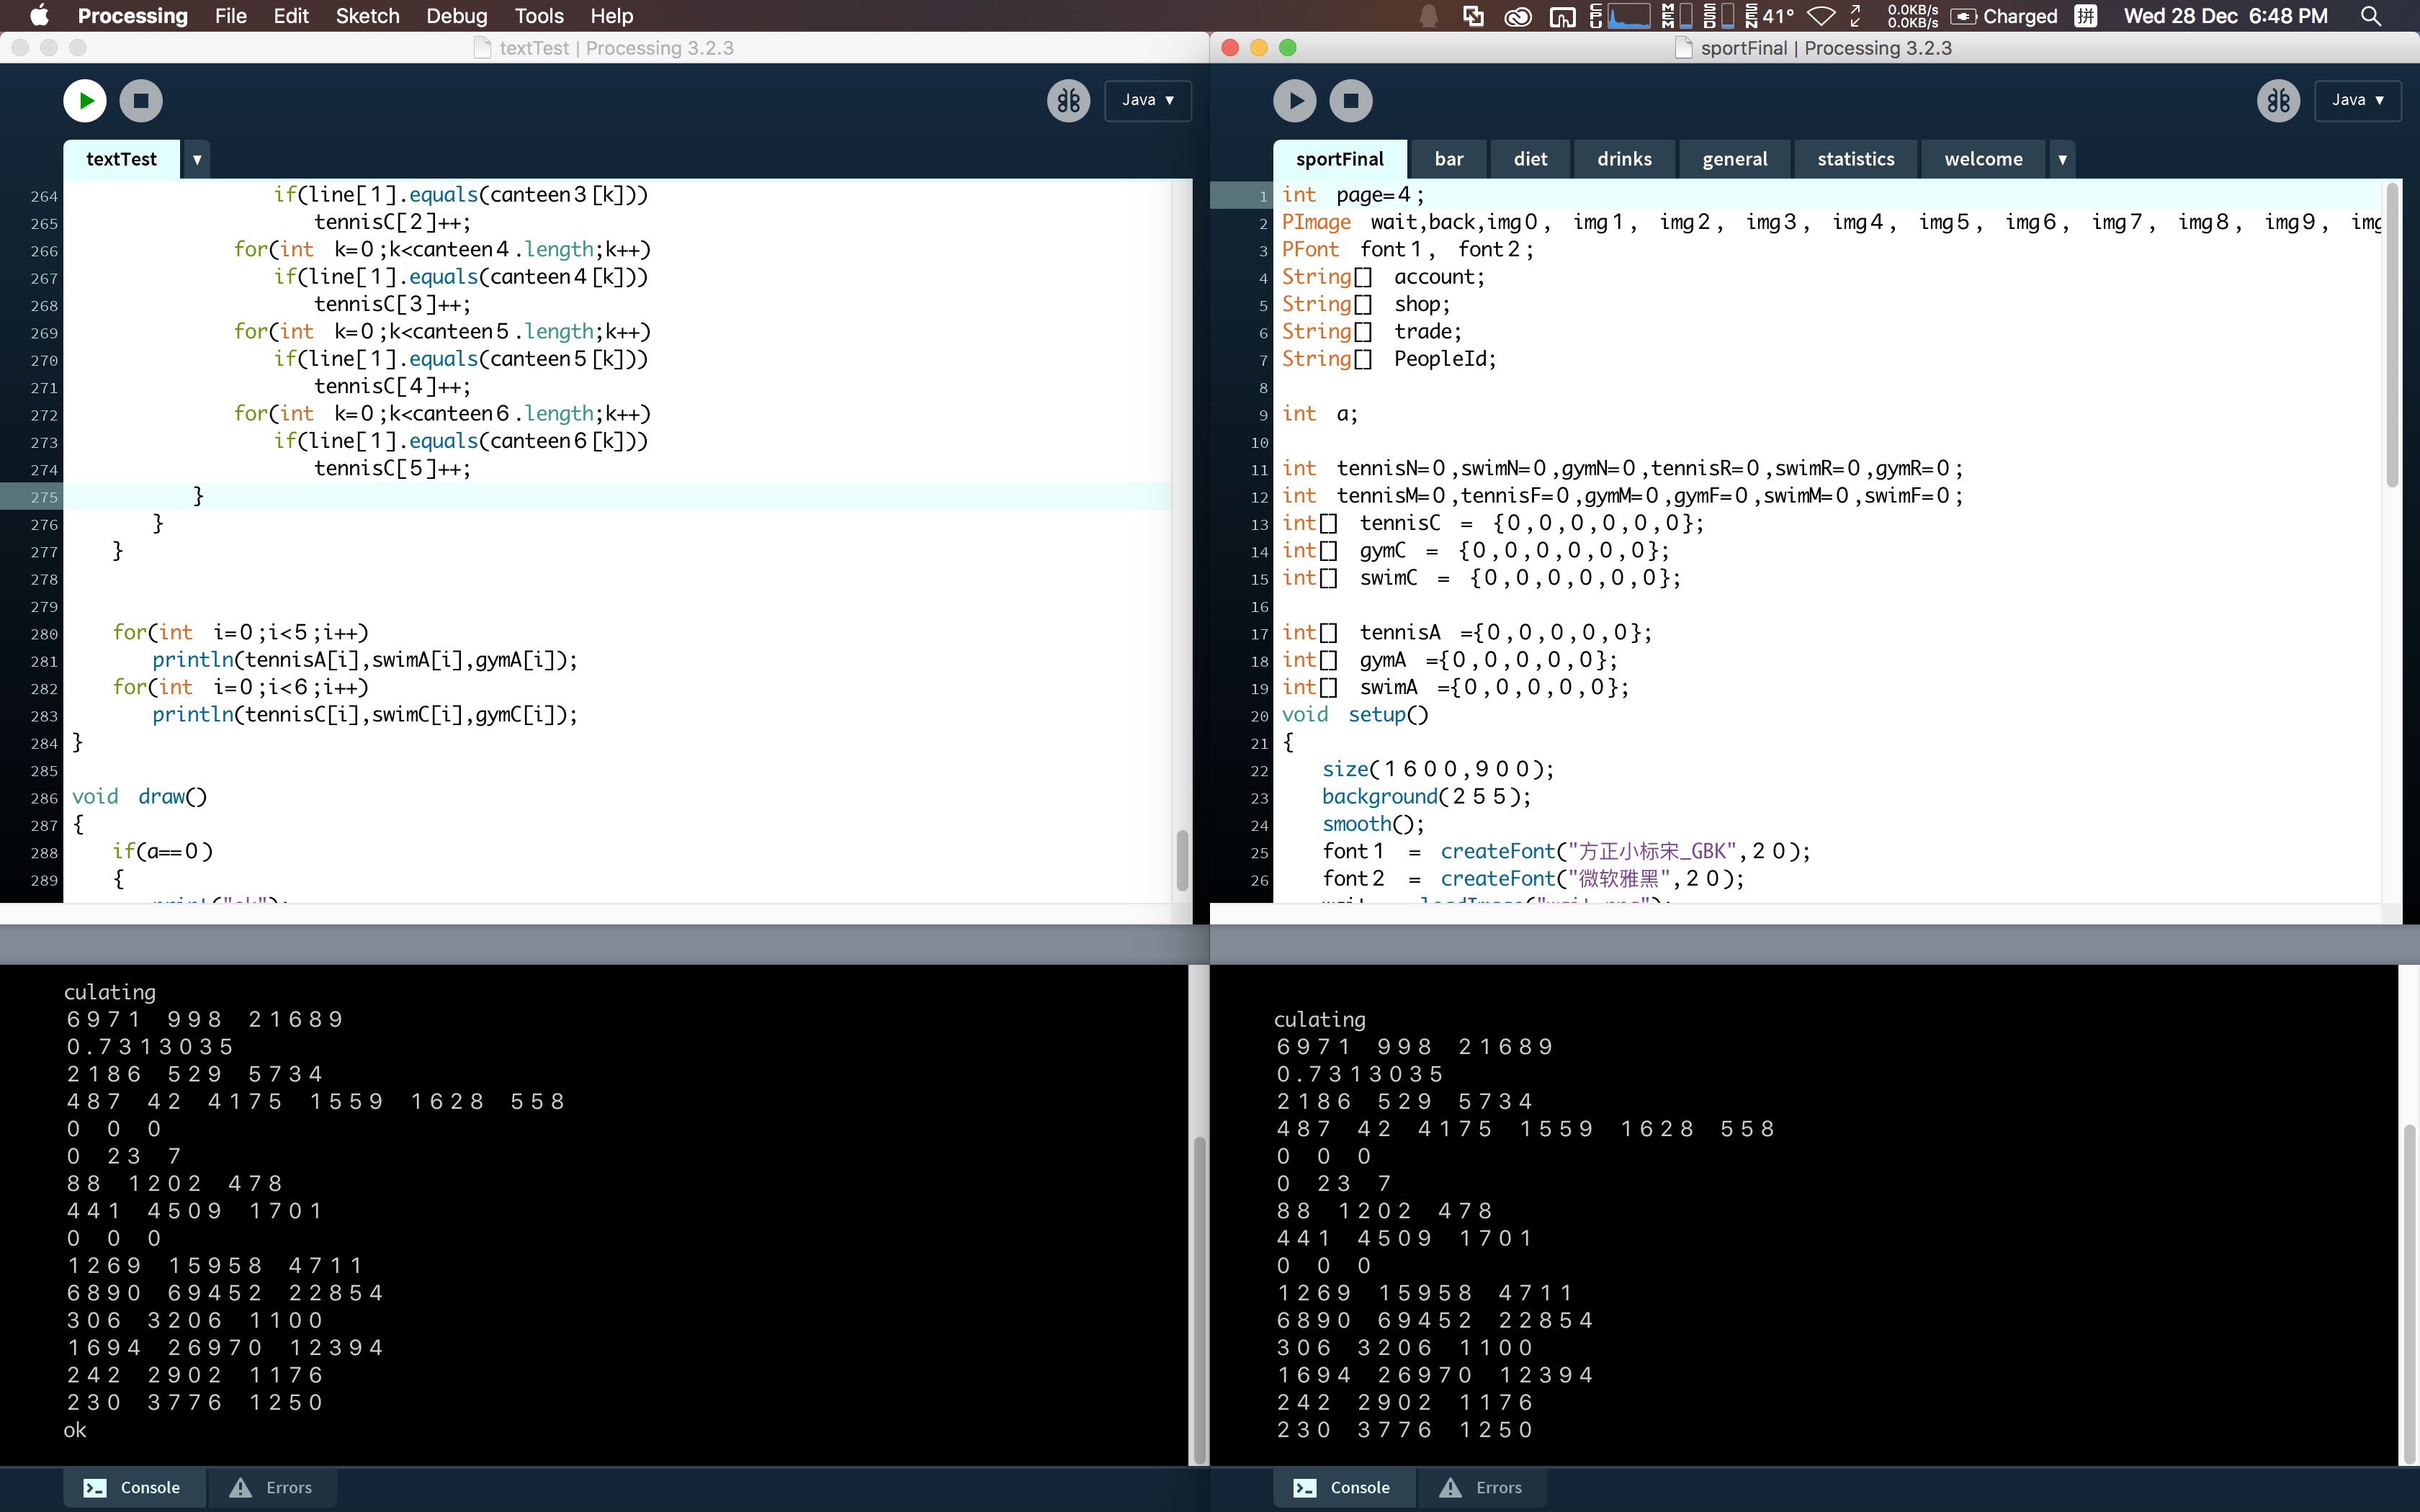 Processing File Edit Sketch Debug Tools Help CPU MEM SSD SEN 41° 0.0KB/s 0.0KB/s Charged 拼 Wed 28 Dec 6:48 PM
textTest | Processing 3.2.3
Java ▼
textTest ▼
264 if(line[1].equals(canteen3[k]))
265 tennisC[2]++;
266 for(int k=0;k<canteen4.length;k++)
267 if(line[1].equals(canteen4[k]))
268 tennisC[3]++;
269 for(int k=0;k<canteen5.length;k++)
270 if(line[1].equals(canteen5[k]))
271 tennisC[4]++;
272 for(int k=0;k<canteen6.length;k++)
273 if(line[1].equals(canteen6[k]))
274 tennisC[5]++;
275 }
276 }
277 }
278
279
280 for(int i=0;i<5;i++)
281 println(tennisA[i],swimA[i],gymA[i]);
282 for(int i=0;i<6;i++)
283 println(tennisC[i],swimC[i],gymC[i]);
284 }
285
286 void draw()
287 {
288 if(a==0)
289 {
print("ok");
culating
6971 998 21689
0.7313035
2186 529 5734
487 42 4175 1559 1628 558
0 0 0
0 23 7
88 1202 478
441 4509 1701
0 0 0
1269 15958 4711
6890 69452 22854
306 3206 1100
1694 26970 12394
242 2902 1176
230 3776 1250
ok
Console Errors
sportFinal | Processing 3.2.3
Java ▼
sportFinal bar diet drinks general statistics welcome ▼
1 int page=4;
2 PImage wait,back,img0, img1, img2, img3, img4, img5, img6, img7, img8, img9, img
3 PFont font1, font2;
4 String[] account;
5 String[] shop;
6 String[] trade;
7 String[] PeopleId;
8
9 int a;
10
11 int tennisN=0,swimN=0,gymN=0,tennisR=0,swimR=0,gymR=0;
12 int tennisM=0,tennisF=0,gymM=0,gymF=0,swimM=0,swimF=0;
13 int[] tennisC = {0,0,0,0,0,0};
14 int[] gymC = {0,0,0,0,0,0};
15 int[] swimC = {0,0,0,0,0,0};
16
17 int[] tennisA ={0,0,0,0,0};
18 int[] gymA ={0,0,0,0,0};
19 int[] swimA ={0,0,0,0,0};
20 void setup()
21 {
22 size(1600,900);
23 background(255);
24 smooth();
25 font1 = createFont("方正小标宋_GBK",20);
26 font2 = createFont("微软雅黑",20);
wait = loadImage("wait.png");
culating
6971 998 21689
0.7313035
2186 529 5734
487 42 4175 1559 1628 558
0 0 0
0 23 7
88 1202 478
441 4509 1701
0 0 0
1269 15958 4711
6890 69452 22854
306 3206 1100
1694 26970 12394
242 2902 1176
230 3776 1250
Console Errors